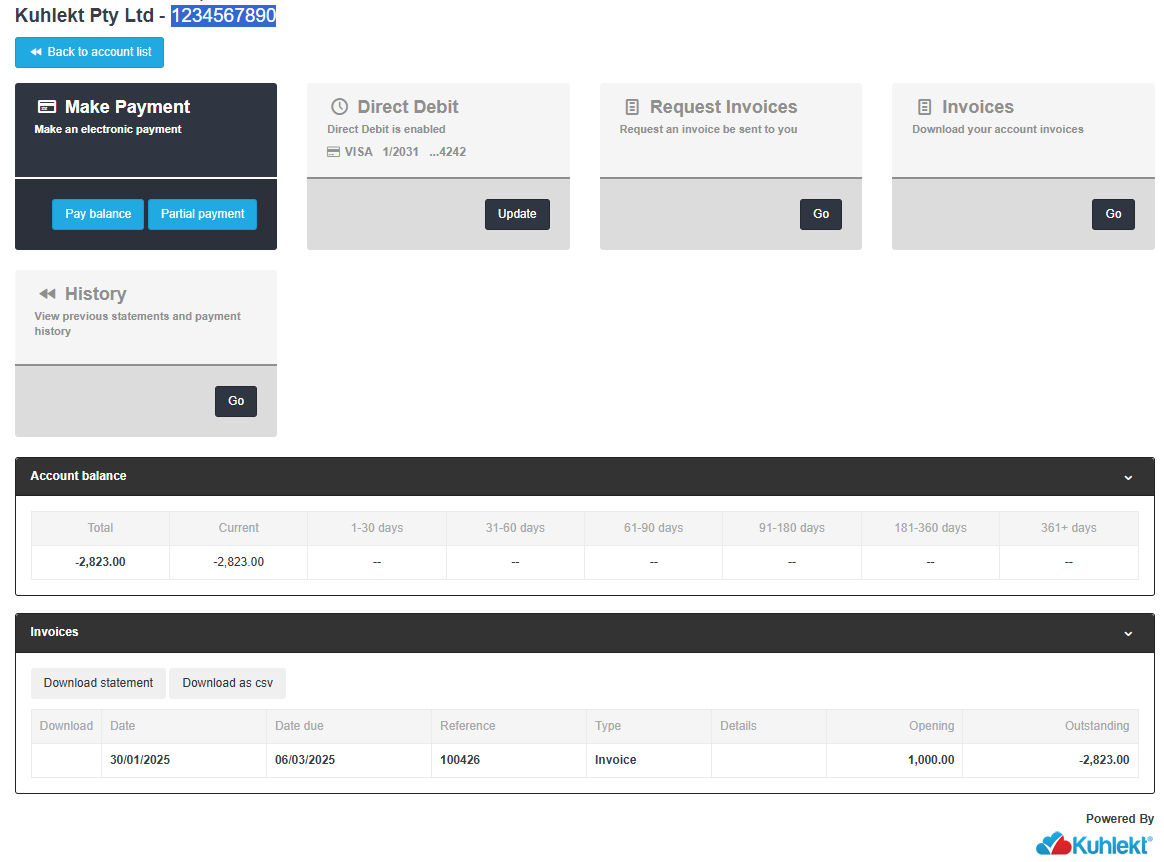 Kuhlekt Pty Ltd - 1234567890
Back to account list
Make Payment
Make an electronic payment
Pay balance
Partial payment
Direct Debit
Direct Debit is enabled
VISA 1/2031 ...4242
Update
Request Invoices
Request an invoice be sent to you
Go
Invoices
Download your account invoices
Go
History
View previous statements and payment
history
Go
Account balance
Total Current 1-30 days 31-60 days 61-90 days 91-180 days 181-360 days 361+ days
-2,823.00 -2,823.00 -- -- -- -- -- --
Invoices
Download statement Download as csv
Download Date Date due Reference Type Details Opening Outstanding
30/01/2025 06/03/2025 100426 Invoice 1,000.00 -2,823.00
Powered By
Kuhlekt®